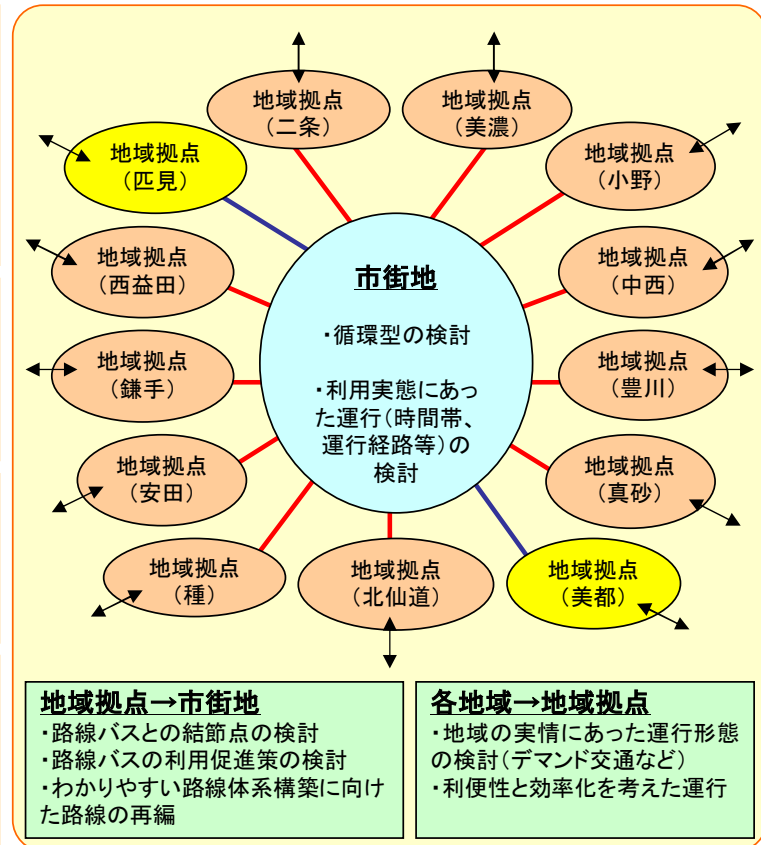 地域拠点
（二条）
地域拠点
（美濃）
地域拠点
（匹見）
地域拠点
（小野）
地域拠点
（西益田）
地域拠点
（中西）
地域拠点
（鎌手）
地域拠点
（豊川）
地域拠点
（安田）
地域拠点
（真砂）
地域拠点
（種）
地域拠点
（北仙道）
地域拠点
（美都）
市街地
・循環型の検討
・利用実態にあっ
た運行（時間帯、
運行経路等）の
検討
地域拠点→市街地
・路線バスとの結節点の検討
・路線バスの利用促進策の検討
・わかりやすい路線体系構築に向け
た路線の再編
各地域→地域拠点
・地域の実情にあった運行形態
の検討（デマンド交通など）
・利便性と効率化を考えた運行